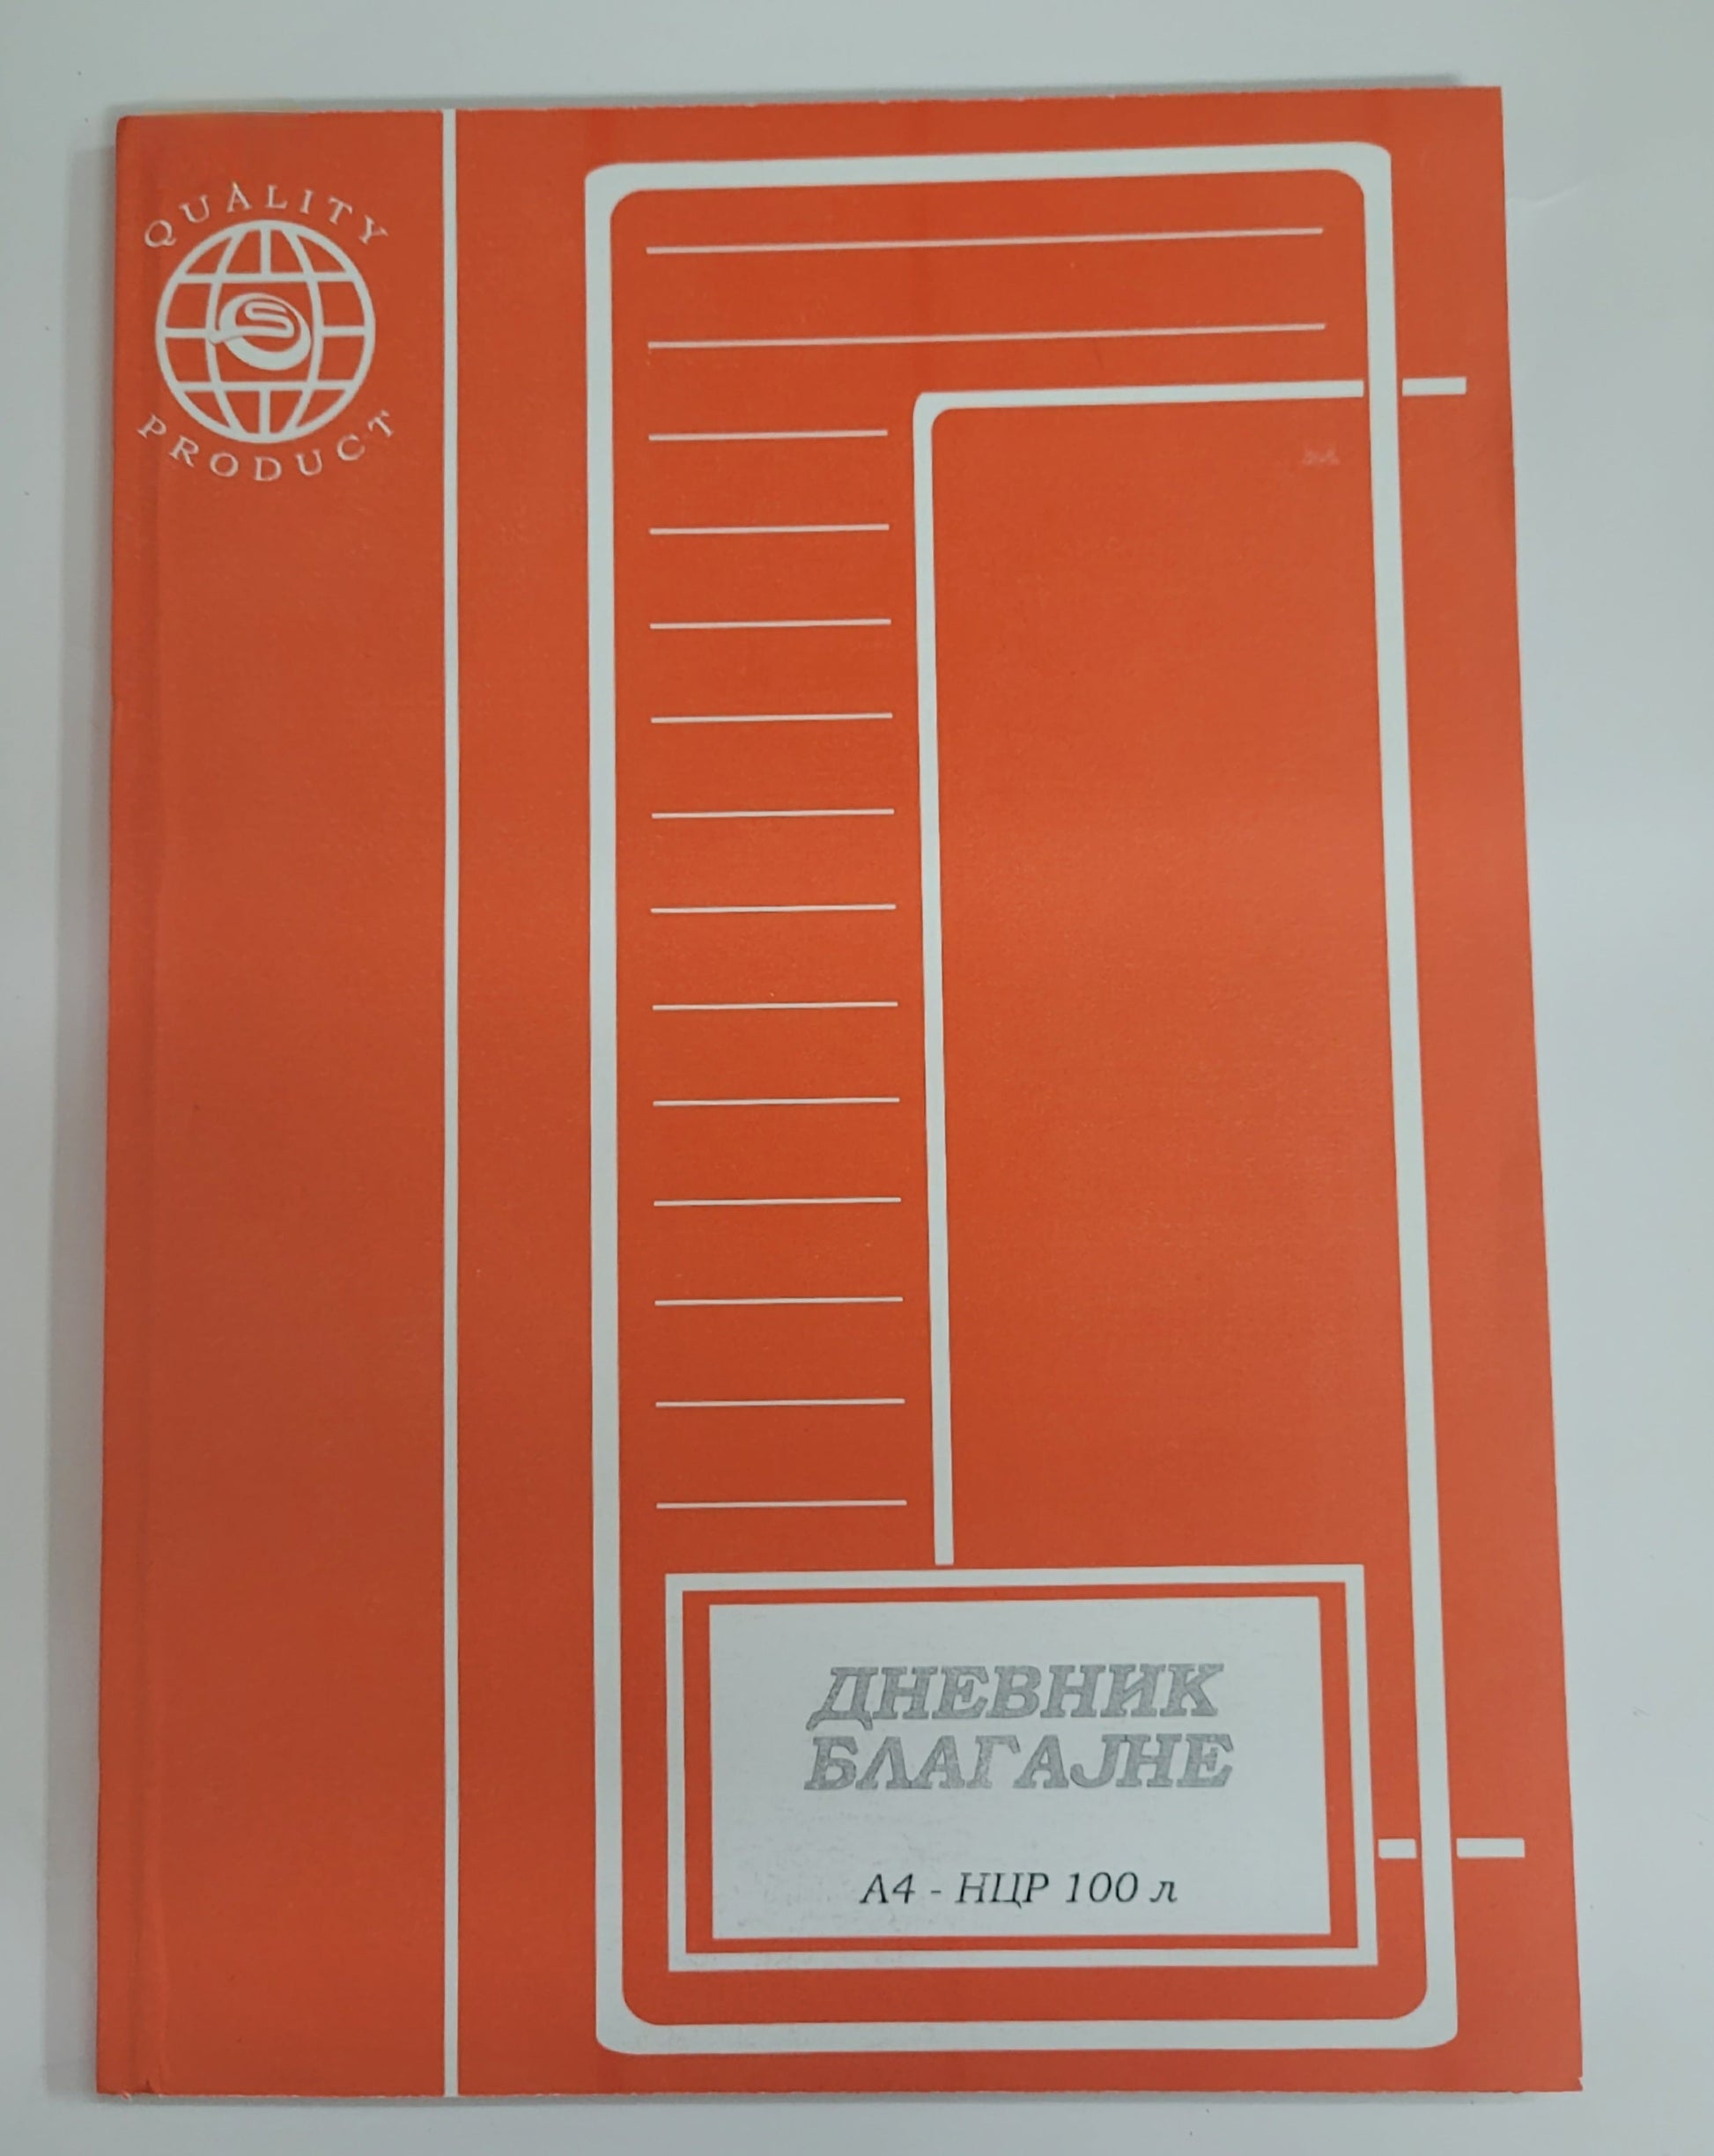 QUALITY
PRODUCT
ДНЕВНИК
БЛАГАЈНЕ
А4 - НЦР 100 л